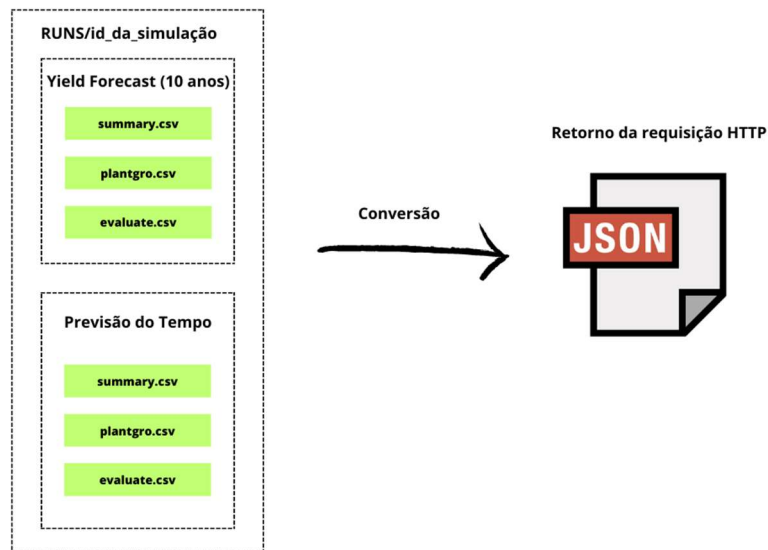 RUNS/id_da_simulação
Yield Forecast (10 anos)
summary.csv
plantgro.csv
evaluate.csv
Previsão do Tempo
summary.csv
plantgro.csv
evaluate.csv
Conversão
Retorno da requisição HTTP
JSON